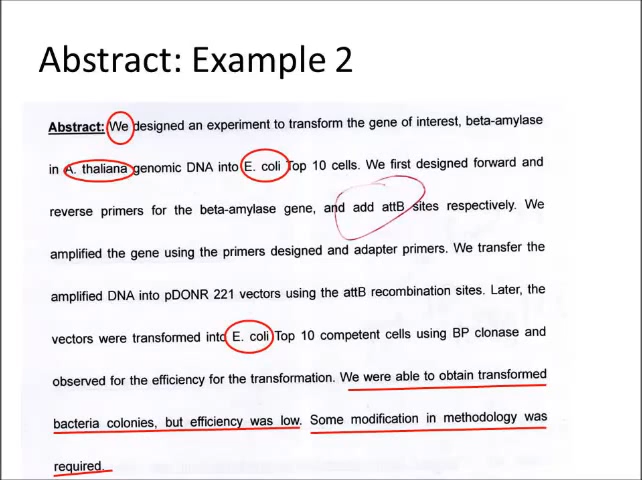 Abstract: Example 2
Abstract: We designed an experiment to transform the gene of interest, beta-amylase
in A. thaliana genomic DNA into E. coli Top 10 cells. We first designed forward and
reverse primers for the beta-amylase gene, and add attB sites respectively. We
amplified the gene using the primers designed and adapter primers. We transfer the
amplified DNA into pDONR 221 vectors using the attB recombination sites. Later, the
vectors were transformed into E. coli Top 10 competent cells using BP clonase and
observed for the efficiency for the transformation. We were able to obtain transformed
bacteria colonies, but efficiency was low. Some modification in methodology was
required.